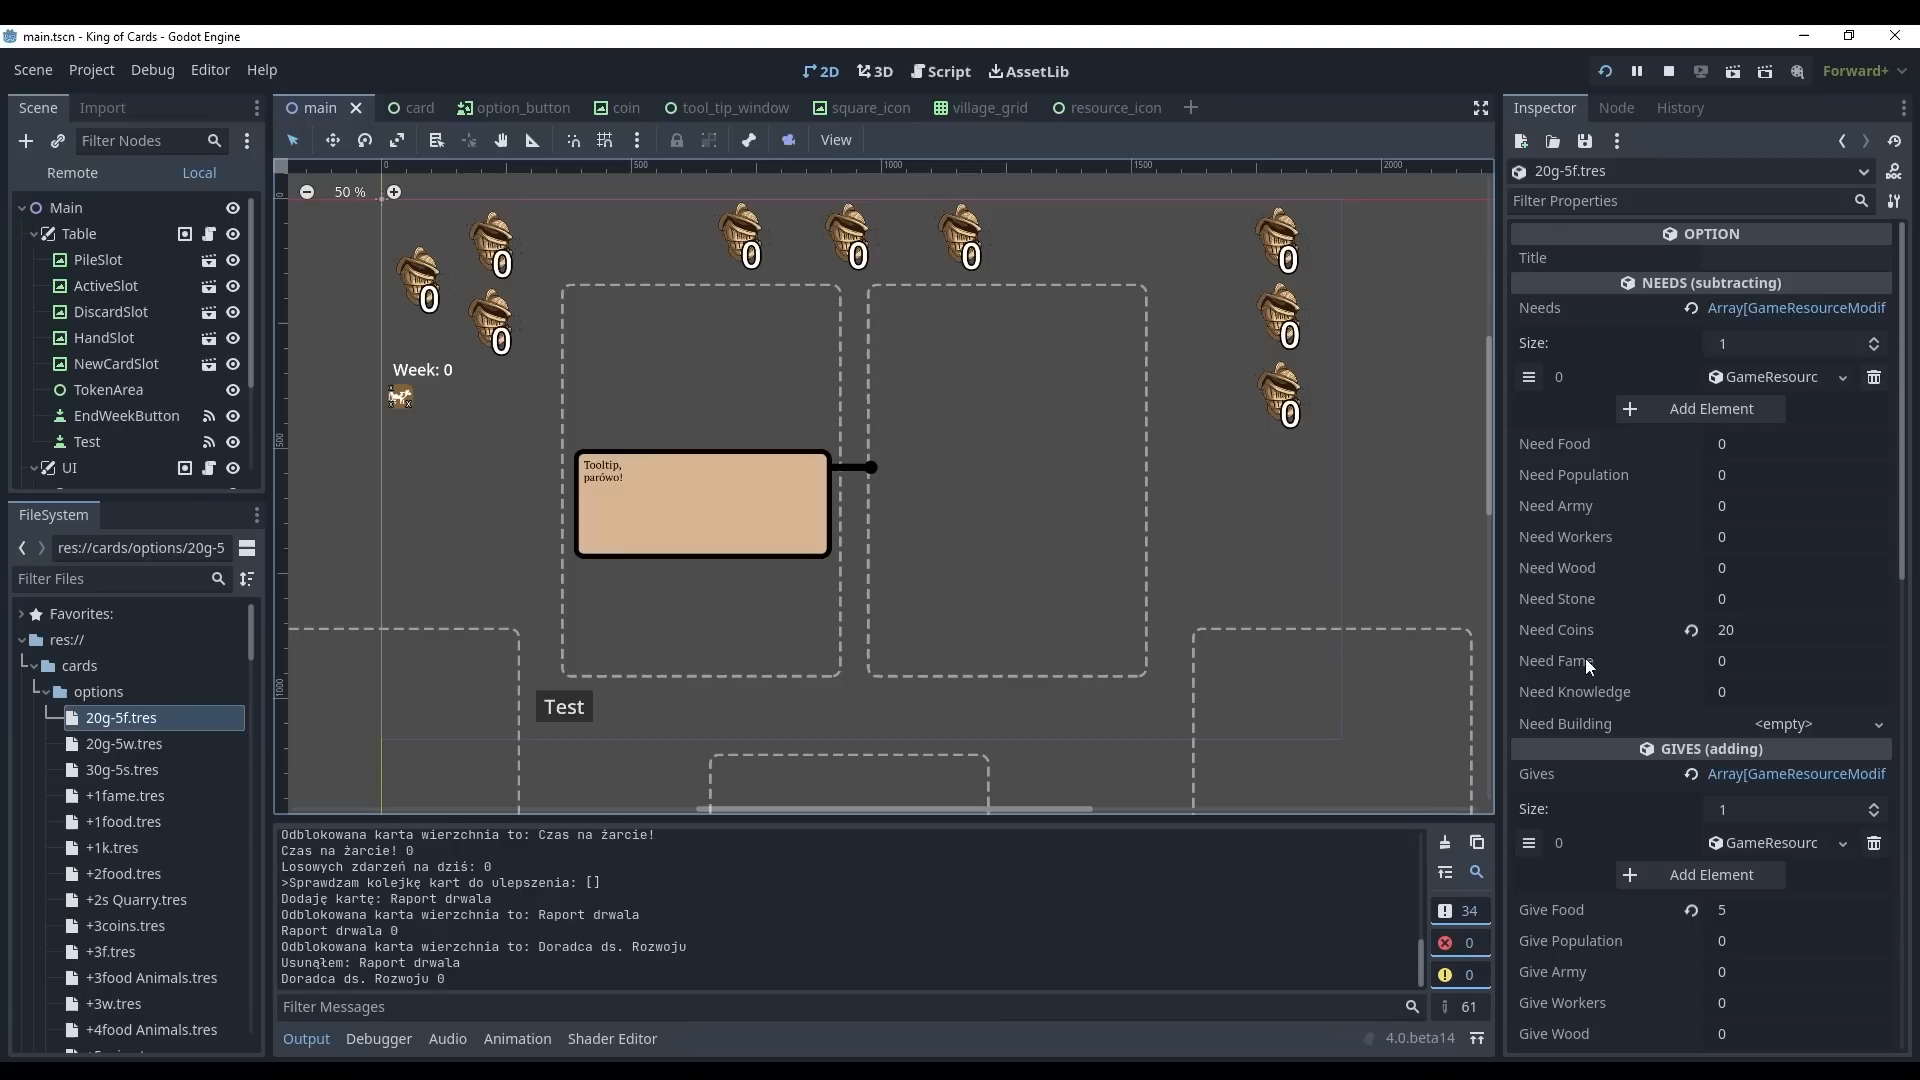 main.tscn - King of Cards - Godot Engine
Scene Project Debug Editor Help
2D 3D Script AssetLib
Forward+
Scene Import
main card option_button coin tool_tip_window square_icon village_grid resource_icon
Inspector Node History
Filter Nodes
View
Remote Local
0 500 1000 1500 2000
0
500
1000
50 %
Main
Table
PileSlot
ActiveSlot
DiscardSlot
HandSlot
NewCardSlot
TokenArea
EndWeekButton
Test
UI
FileSystem
res://cards/options/20g-5
Filter Files
Favorites:
res://
cards
options
20g-5f.tres
20g-5w.tres
30g-5s.tres
+1fame.tres
+1food.tres
+1k.tres
+2food.tres
+2s Quarry.tres
+3coins.tres
+3f.tres
+3food Animals.tres
+3w.tres
+4food Animals.tres
0
0
0
0
0
0
0
0
0
Week: 0
Tooltip,
parówo!
Test
Odblokowana karta wierzchnia to: Czas na żarcie!
Czas na żarcie! 0
Losowych zdarzeń na dziś: 0
>Sprawdzam kolejkę kart do ulepszenia: []
Dodaję kartę: Raport drwala
Odblokowana karta wierzchnia to: Raport drwala
Raport drwala 0
Odblokowana karta wierzchnia to: Doradca ds. Rozwoju
Usunąłem: Raport drwala
Doradca ds. Rozwoju 0
34
0
0
61
Filter Messages
Output Debugger Audio Animation Shader Editor
4.0.beta14
20g-5f.tres
Filter Properties
OPTION
Title
NEEDS (subtracting)
Needs Array[GameResourceModif
Size: 1
0 GameResourc
Add Element
Need Food 0
Need Population 0
Need Army 0
Need Workers 0
Need Wood 0
Need Stone 0
Need Coins 20
Need Fame 0
Need Knowledge 0
Need Building <empty>
GIVES (adding)
Gives Array[GameResourceModif
Size: 1
0 GameResourc
Add Element
Give Food 5
Give Population 0
Give Army 0
Give Workers 0
Give Wood 0